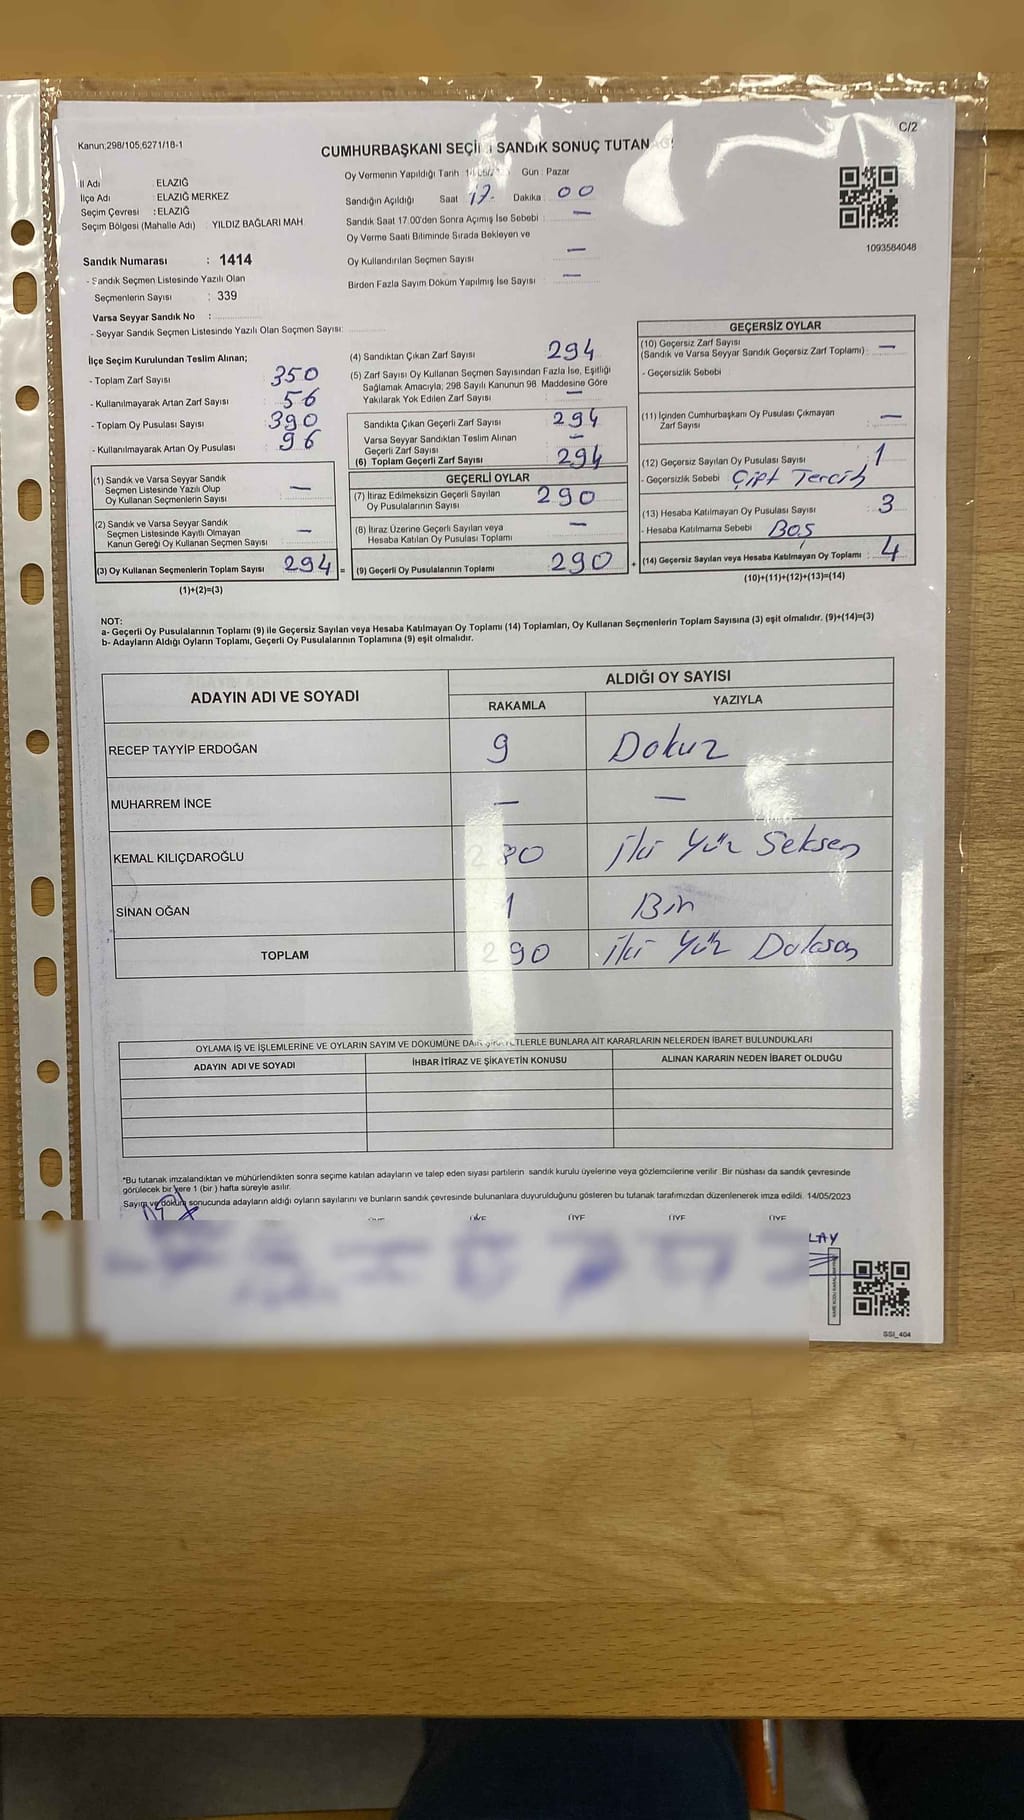 C/2
Kanun;298/105,6271/18-1
CUMHURBAŞKANI SEÇİ SANDIK SONUÇ TUTAN
İl Adı : ELAZIĞ
İlçe Adı : ELAZIĞ MERKEZ
Seçim Çevresi : ELAZIĞ
Seçim Bölgesi (Mahalle Adı) : YILDIZ BAĞLARI MAH
Sandık Numarası : 1414
- Sandık Seçmen Listesinde Yazılı Olan
Seçmenlerin Sayısı : 339
Varsa Seyyar Sandık No :
- Seyyar Sandık Seçmen Listesinde Yazılı Olan Seçmen Sayısı:
Oy Vermenin Yapıldığı Tarih Gün : Pazar
Sandığın Açıldığı Saat 17 - Dakika 00
Sandık Saat 17.00'den Sonra Açmış İse Sebebi : —
Oy Verme Saati Bitiminde Sırada Bekleyen ve
Oy Kullandırılan Seçmen Sayısı —
Birden Fazla Sayım Döküm Yapılmış İse Sayısı : —
1093584048
İlçe Seçim Kurulundan Teslim Alınan;
- Toplam Zarf Sayısı 350
- Kullanılmayarak Artan Zarf Sayısı 56
- Toplam Oy Pusulası Sayısı 390
- Kullanılmayarak Artan Oy Pusulası 96
(1) Sandık ve Varsa Seyyar Sandık
Seçmen Listesinde Yazılı Olup
Oy Kullanan Seçmenlerin Sayısı —
(2) Sandık ve Varsa Seyyar Sandık
Seçmen Listesinde Kayıtlı Olmayan
Kanun Gereği Oy Kullanan Seçmen Sayısı —
(3) Oy Kullanan Seçmenlerin Toplam Sayısı 294 =
(1)+(2)=(3)
(4) Sandıktan Çıkan Zarf Sayısı 294
(5) Zarf Sayısı Oy Kullanan Seçmen Sayısından Fazla İse, Eşitliği
Sağlamak Amacıyla; 298 Sayılı Kanunun 98. Maddesine Göre
Yakılarak Yok Edilen Zarf Sayısı —
Sandıkta Çıkan Geçerli Zarf Sayısı 294
Varsa Seyyar Sandıktan Teslim Alınan
Geçerli Zarf Sayısı —
(6) Toplam Geçerli Zarf Sayısı 294
GEÇERLİ OYLAR
(7) İtiraz Edilmeksizin Geçerli Sayılan
Oy Pusulalarının Sayısı 290
(8) İtiraz Üzerine Geçerli Sayılan veya
Hesaba Katılan Oy Pusulası Toplamı —
(9) Geçerli Oy Pusulalarının Toplamı 290 +
GEÇERSİZ OYLAR
(10) Geçersiz Zarf Sayısı
(Sandık ve Varsa Seyyar Sandık Geçersiz Zarf Toplamı) —
- Geçersizlik Sebebi
(11) İçinden Cumhurbaşkanı Oy Pusulası Çıkmayan
Zarf Sayısı —
(12) Geçersiz Sayılan Oy Pusulası Sayısı 1
- Geçersizlik Sebebi Çift Tercih
(13) Hesaba Katılmayan Oy Pusulası Sayısı 3
- Hesaba Katılmama Sebebi Boş
(14) Geçersiz Sayılan veya Hesaba Katılmayan Oy Toplamı 4
(10)+(11)+(12)+(13)=(14)
NOT:
a- Geçerli Oy Pusulalarının Toplamı (9) ile Geçersiz Sayılan veya Hesaba Katılmayan Oy Toplamı (14) Toplamları, Oy Kullanan Seçmenlerin Toplam Sayısına (3) eşit olmalıdır. (9)+(14)=(3)
b- Adayların Aldığı Oyların Toplamı, Geçerli Oy Pusulalarının Toplamına (9) eşit olmalıdır.
ADAYIN ADI VE SOYADI ALDIĞI OY SAYISI
RAKAMLA YAZIYLA
RECEP TAYYİP ERDOĞAN 9 Dokuz
MUHARREM İNCE — —
KEMAL KILIÇDAROĞLU 280 İki Yüz Seksen
SİNAN OĞAN 1 Bir
TOPLAM 290 İki Yüz Doksan
OYLAMA İŞ VE İŞLEMLERİNE VE OYLARIN SAYIM VE DÖKÜMÜNE DAİR ŞİKAYETLERLE BUNLARA AİT KARARLARIN NELERDEN İBARET BULUNDUKLARI
ADAYIN ADI VE SOYADI İHBAR İTİRAZ VE ŞİKAYETİN KONUSU ALINAN KARARIN NEDEN İBARET OLDUĞU
*Bu tutanak imzalandıktan ve mühürlendikten sonra seçime katılan adayların ve talep eden siyasi partilerin sandık kurulu üyelerine veya gözlemcilerine verilir. Bir nüshası da sandık çevresinde
görülecek bir yere 1 (bir) hafta süreyle asılır.
Sayım ve döküm sonucunda adayların aldığı oyların sayılarını ve bunların sandık çevresinde bulunanlara duyurulduğunu gösteren bu tutanak tarafımızdan düzenlenerek imza edildi. 14/05/2023
ÜYE ÜYE ÜYE ÜYE
LAY
SSI_404